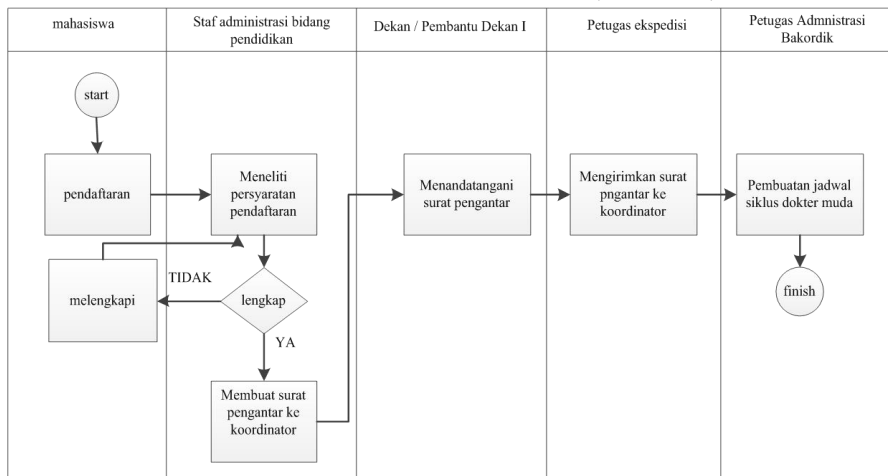 mahasiswa
Staf administrasi bidang
pendidikan
Dekan / Pembantu Dekan I
Petugas ekspedisi
Petugas Admnistrasi
Bakordik
start
pendaftaran
Meneliti
persyaratan
pendaftaran
Menandatangani
surat pengantar
Mengirimkan surat
pngantar ke
koordinator
Pembuatan jadwal
siklus dokter muda
melengkapi
TIDAK
lengkap
finish
YA
Membuat surat
pengantar ke
koordinator